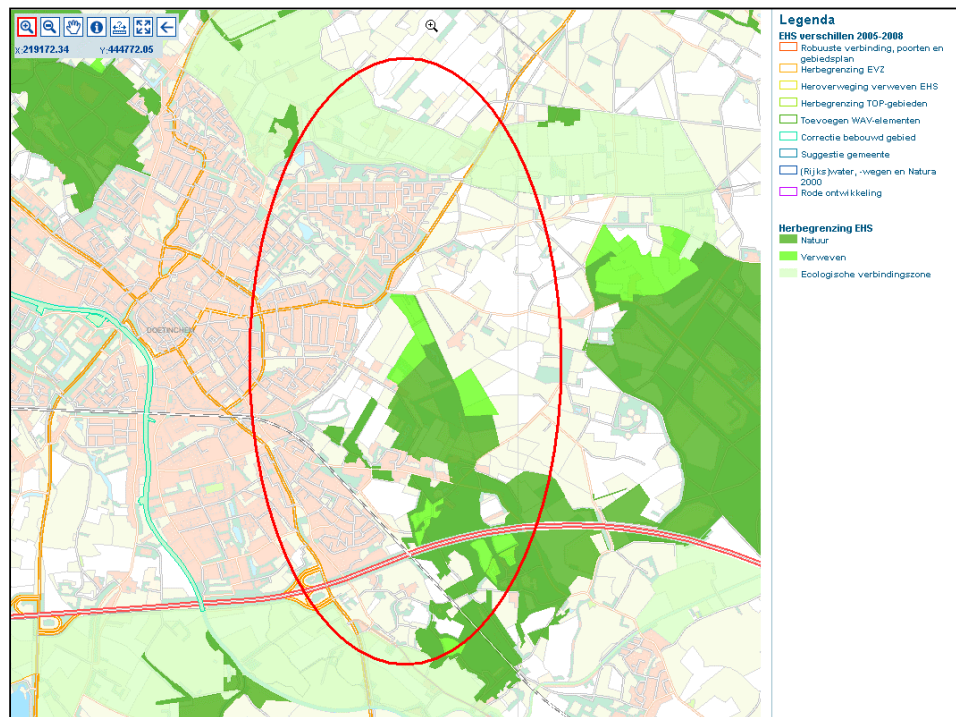 X:219172.34 Y:444772.05
DOETINCHEM
Legenda
EHS verschillen 2005-2008
Robuuste verbinding, poorten en
gebiedsplan
Herbegrenzing EVZ
Heroverweging verweven EHS
Herbegrenzing TOP-gebieden
Toevoegen WAV-elementen
Correctie bebouwd gebied
Suggestie gemeente
(Rijks)water, -wegen en Natura
2000
Rode ontwikkeling
Herbegrenzing EHS
Natuur
Verweven
Ecologische verbindingszone